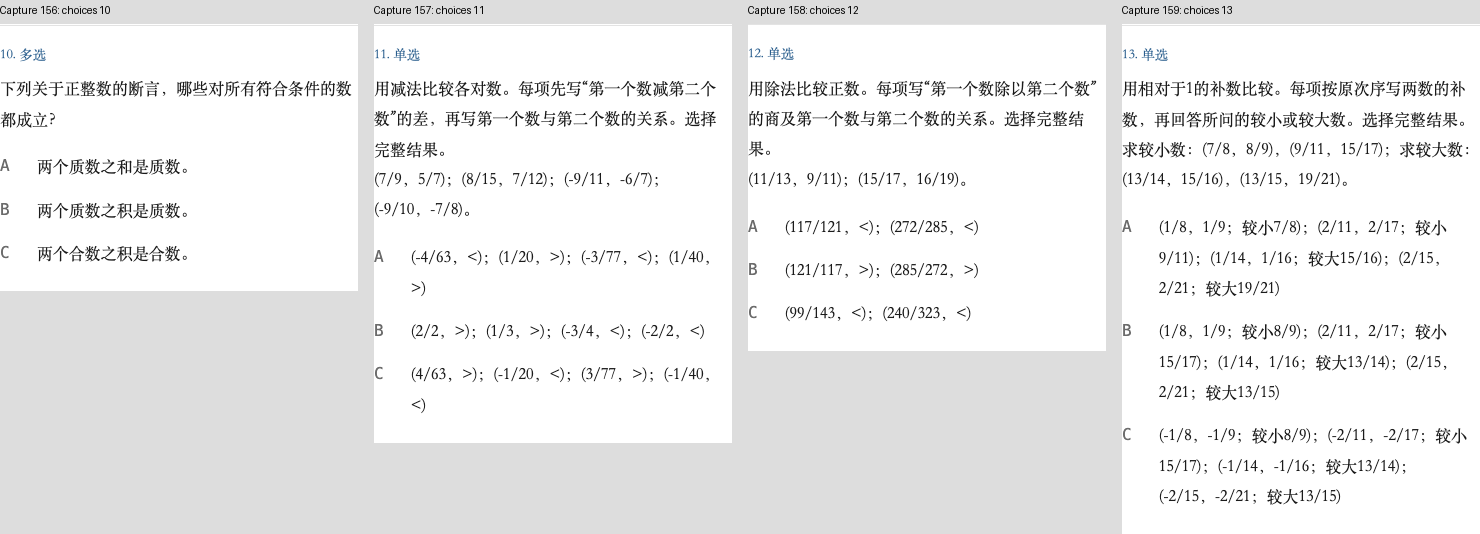 Capture 156: choices 10
10. 多选
下列关于正整数的断言，哪些对所有符合条件的数
都成立？
A 两个质数之和是质数。
B 两个质数之积是质数。
C 两个合数之积是合数。
Capture 157: choices 11
11. 单选
用减法比较各对数。每项先写“第一个数减第二个
数”的差，再写第一个数与第二个数的关系。选择
完整结果。
(7/9，5/7)；(8/15，7/12)；(-9/11，-6/7)；
(-9/10，-7/8)。
A (-4/63，<)；(1/20，>)；(-3/77，<)；(1/40，
>)
B (2/2，>)；(1/3，>)；(-3/4，<)；(-2/2，<)
C (4/63，>)；(-1/20，<)；(3/77，>)；(-1/40，
<)
Capture 158: choices 12
12. 单选
用除法比较正数。每项写“第一个数除以第二个数”
的商及第一个数与第二个数的关系。选择完整结
果。
(11/13，9/11)；(15/17，16/19)。
A (117/121，<)；(272/285，<)
B (121/117，>)；(285/272，>)
C (99/143，<)；(240/323，<)
Capture 159: choices 13
13. 单选
用相对于1的补数比较。每项按原次序写两数的补
数，再回答所问的较小或较大数。选择完整结果。
求较小数：(7/8，8/9)，(9/11，15/17)；求较大数：
(13/14，15/16)，(13/15，19/21)。
A (1/8，1/9；较小7/8)；(2/11，2/17；较小
9/11)；(1/14，1/16；较大15/16)；(2/15，
2/21；较大19/21)
B (1/8，1/9；较小8/9)；(2/11，2/17；较小
15/17)；(1/14，1/16；较大13/14)；(2/15，
2/21；较大13/15)
C (-1/8，-1/9；较小8/9)；(-2/11，-2/17；较小
15/17)；(-1/14，-1/16；较大13/14)；
(-2/15，-2/21；较大13/15)